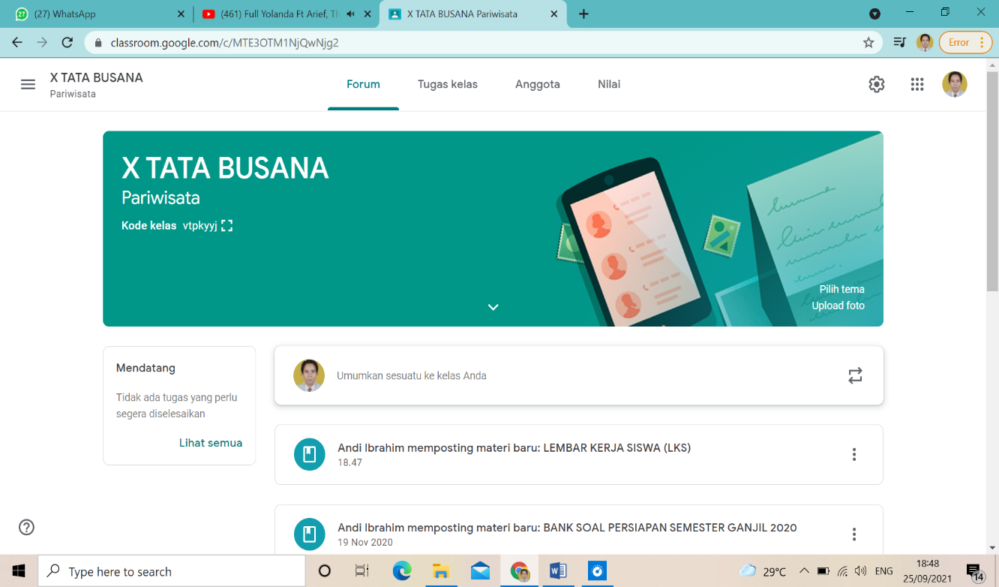 (27) WhatsApp
(461) Full Yolanda Ft Arief, Th
X TATA BUSANA Pariwisata
classroom.google.com/c/MTE3OTM1NjQwNjg2
Error
X TATA BUSANA
Pariwisata
Forum
Tugas kelas
Anggota
Nilai
X TATA BUSANA
Pariwisata
Kode kelas vtpkyyj
Pilih tema
Upload foto
Mendatang
Tidak ada tugas yang perlu
segera diselesaikan
Lihat semua
Umumkan sesuatu ke kelas Anda
Andi Ibrahim memposting materi baru: LEMBAR KERJA SISWA (LKS)
18.47
Andi Ibrahim memposting materi baru: BANK SOAL PERSIAPAN SEMESTER GANJIL 2020
19 Nov 2020
Type here to search
29°C
ENG
18:48
25/09/2021
14